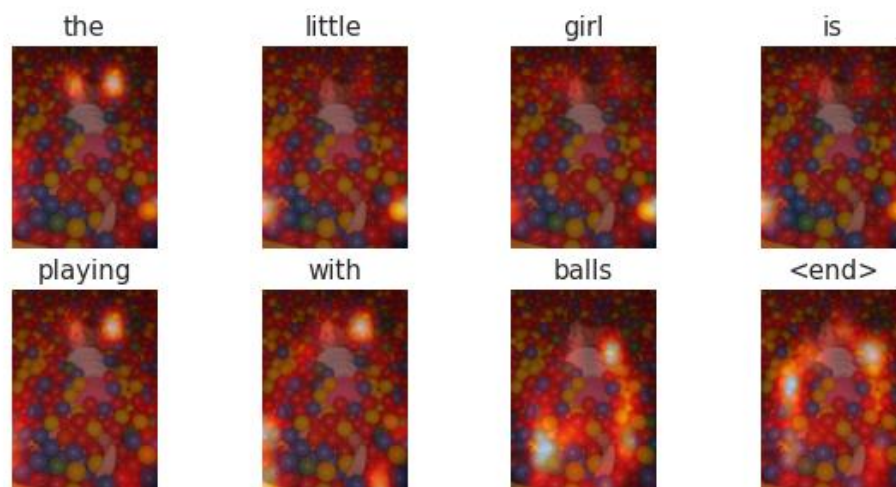 the little girl is
playing with balls <end>